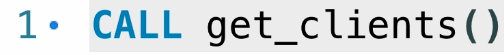 1• CALL get_clients()